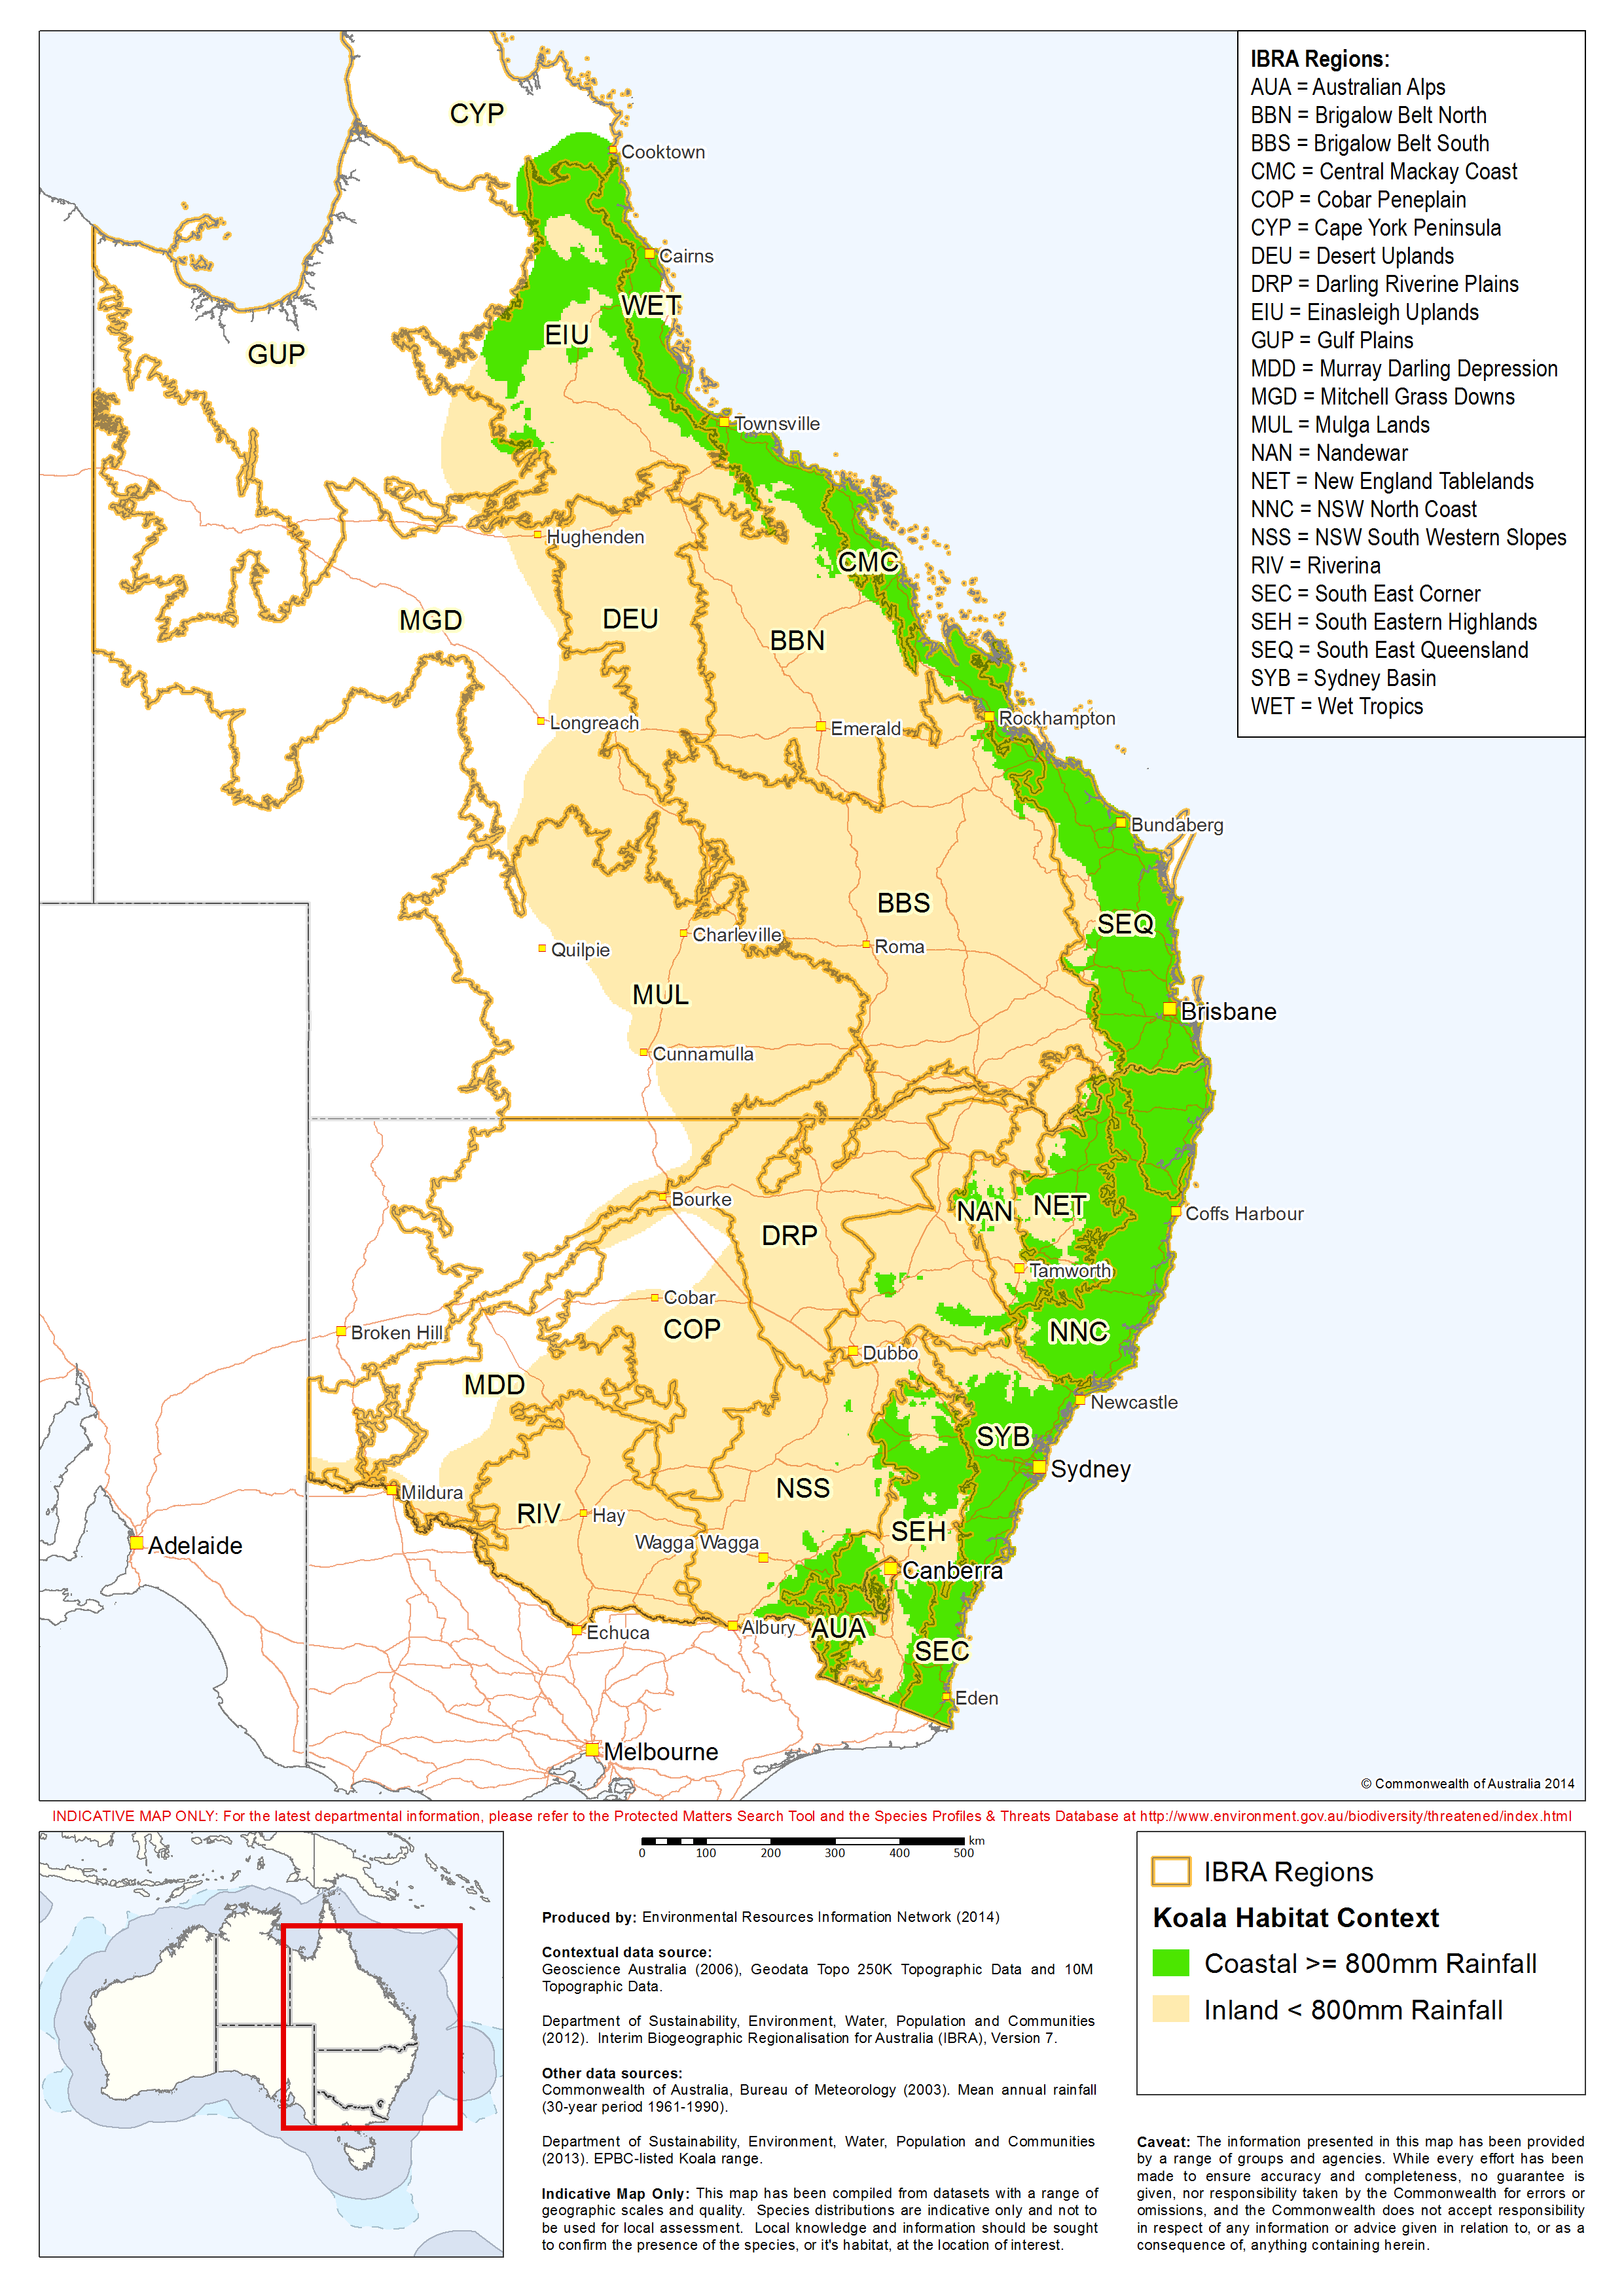 CYP
Cooktown
Cairns
WET
EIU
GUP
Townsville
Hughenden
CMC
MGD
DEU
BBN
Longreach
Emerald
Rockhampton
Bundaberg
BBS
SEQ
Charleville
Quilpie
Roma
MUL
Brisbane
Cunnamulla
Bourke
NAN
NET
Coffs Harbour
DRP
Tamworth
Cobar
COP
Broken Hill
NNC
Dubbo
MDD
Newcastle
SYB
Sydney
Mildura
NSS
RIV
Hay
SEH
Wagga Wagga
Adelaide
Canberra
Echuca
Albury
AUA
SEC
Eden
Melbourne
IBRA Regions:
AUA = Australian Alps
BBN = Brigalow Belt North
BBS = Brigalow Belt South
CMC = Central Mackay Coast
COP = Cobar Peneplain
CYP = Cape York Peninsula
DEU = Desert Uplands
DRP = Darling Riverine Plains
EIU = Einasleigh Uplands
GUP = Gulf Plains
MDD = Murray Darling Depression
MGD = Mitchell Grass Downs
MUL = Mulga Lands
NAN = Nandewar
NET = New England Tablelands
NNC = NSW North Coast
NSS = NSW South Western Slopes
RIV = Riverina
SEC = South East Corner
SEH = South Eastern Highlands
SEQ = South East Queensland
SYB = Sydney Basin
WET = Wet Tropics
© Commonwealth of Australia 2014
INDICATIVE MAP ONLY: For the latest departmental information, please refer to the Protected Matters Search Tool and the Species Profiles & Threats Database at http://www.environment.gov.au/biodiversity/threatened/index.html
km
0 100 200 300 400 500
Produced by: Environmental Resources Information Network (2014)
Contextual data source:
Geoscience Australia (2006), Geodata Topo 250K Topographic Data and 10M
Topographic Data.
Department of Sustainability, Environment, Water, Population and Communities
(2012). Interim Biogeographic Regionalisation for Australia (IBRA), Version 7.
Other data sources:
Commonwealth of Australia, Bureau of Meteorology (2003). Mean annual rainfall
(30-year period 1961-1990).
Department of Sustainability, Environment, Water, Population and Communities
(2013). EPBC-listed Koala range.
Indicative Map Only: This map has been compiled from datasets with a range of
geographic scales and quality. Species distributions are indicative only and not to
be used for local assessment. Local knowledge and information should be sought
to confirm the presence of the species, or it's habitat, at the location of interest.
IBRA Regions
Koala Habitat Context
Coastal >= 800mm Rainfall
Inland < 800mm Rainfall
Caveat: The information presented in this map has been provided
by a range of groups and agencies. While every effort has been
made to ensure accuracy and completeness, no guarantee is
given, nor responsibility taken by the Commonwealth for errors or
omissions, and the Commonwealth does not accept responsibility
in respect of any information or advice given in relation to, or as a
consequence of, anything containing herein.